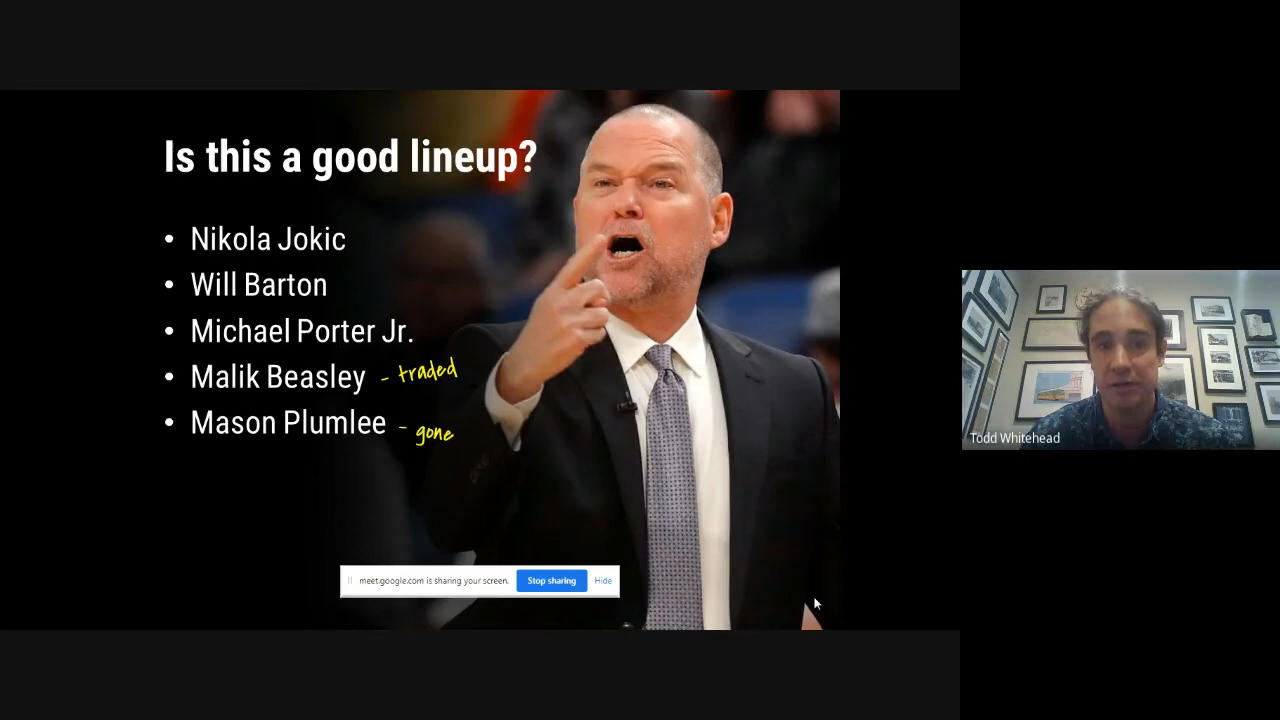 Is this a good lineup?
• Nikola Jokic
• Will Barton
• Michael Porter Jr.
• Malik Beasley - traded
• Mason Plumlee - gone
Todd Whitehead
meet.google.com is sharing your screen. Stop sharing Hide